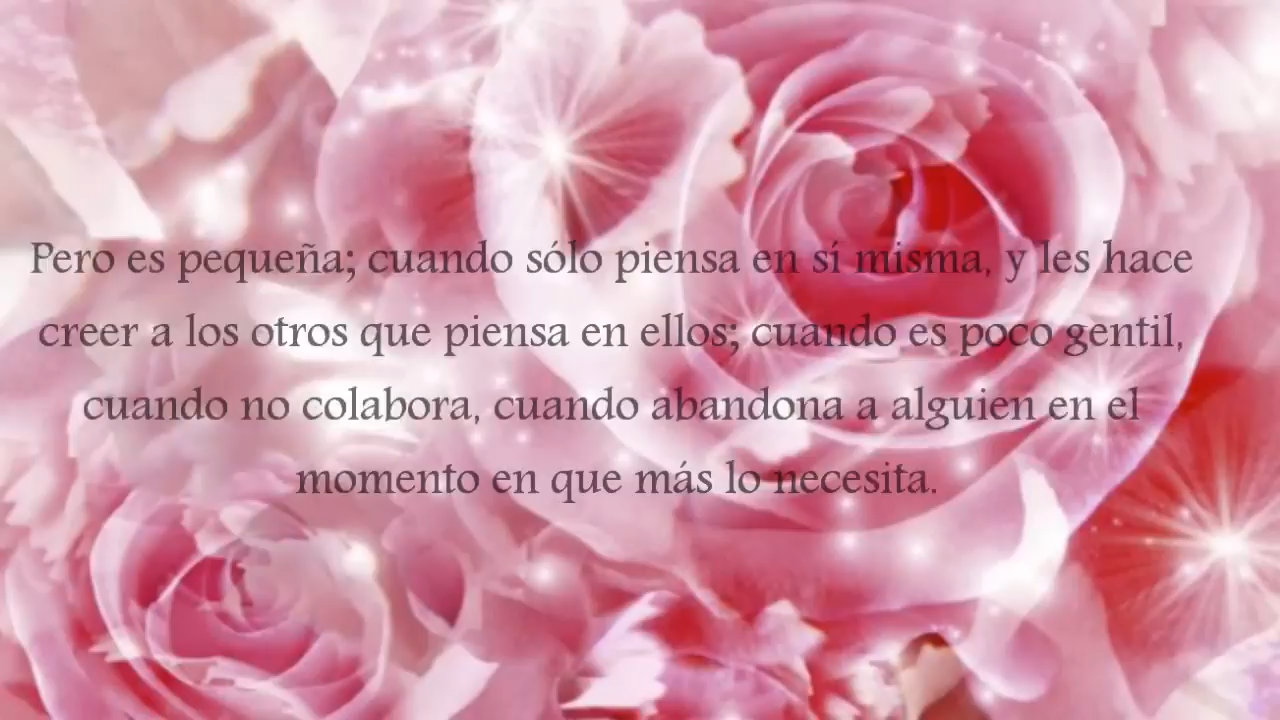 Pero es pequeña; cuando sólo piensa en sí misma, y les hace
creer a los otros que piensa en ellos; cuando es poco gentil,
cuando no colabora, cuando abandona a alguien en el
momento en que más lo necesita.